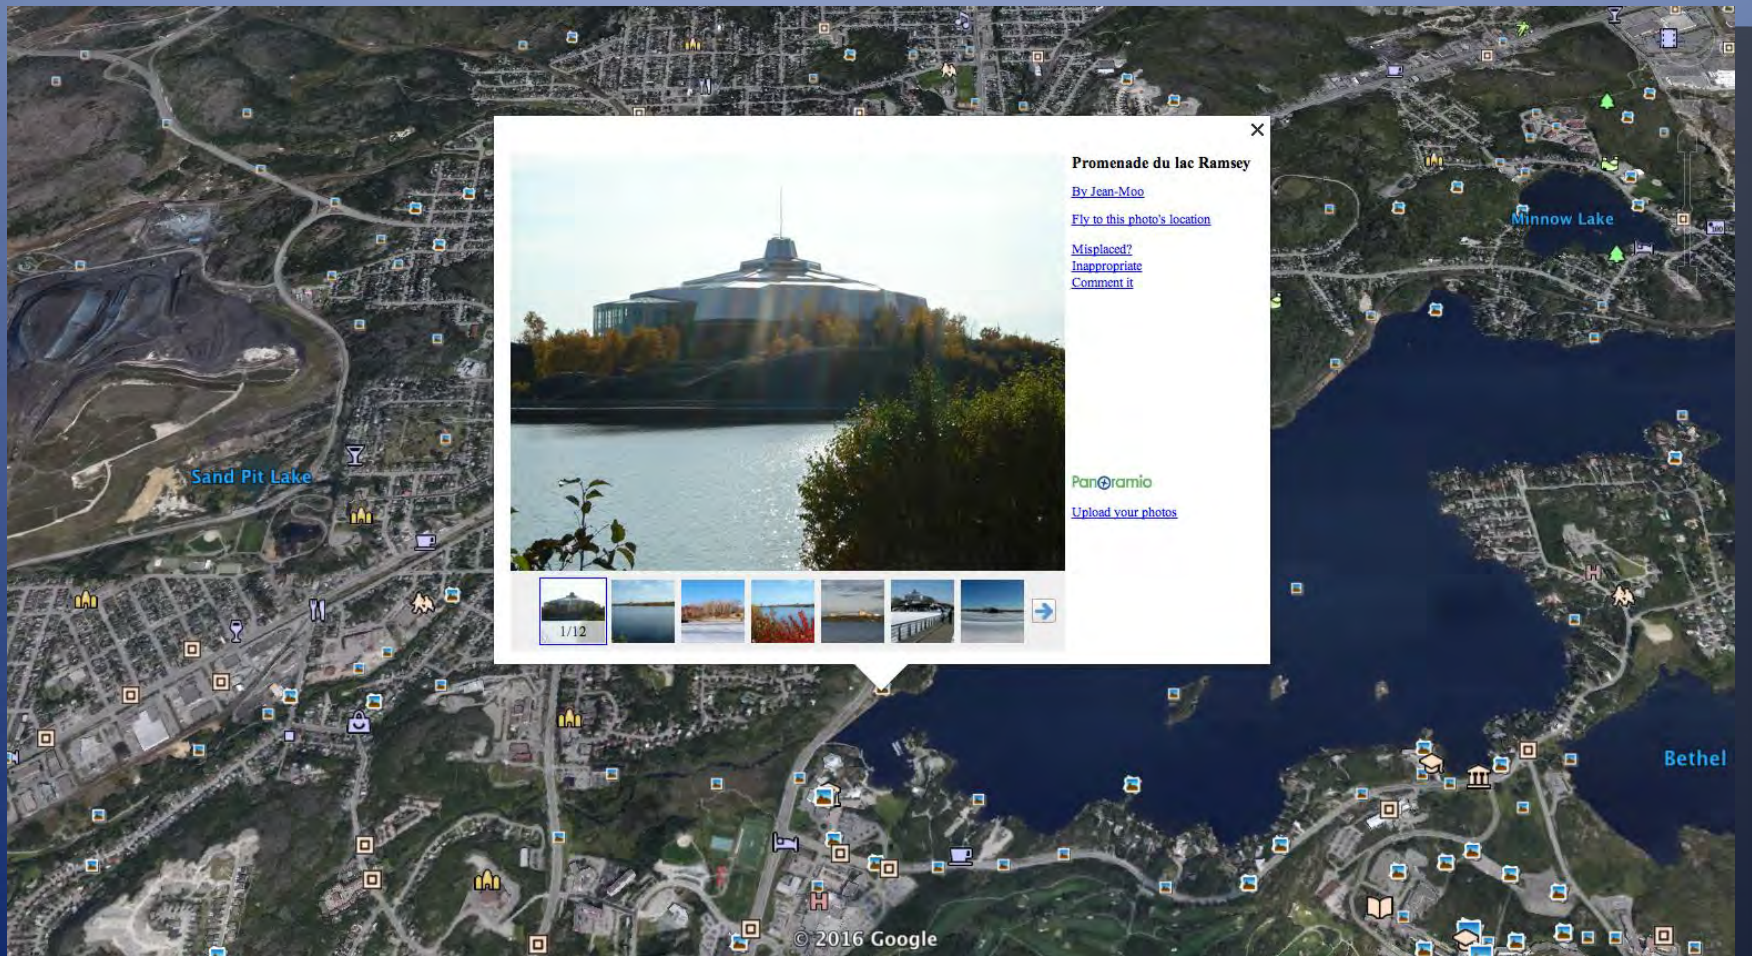 Promenade du lac Ramsey
By Jean-Moo
Fly to this photo's location
Misplaced?
Inappropriate
Comment it
Minnow Lake
Sand Pit Lake
Panoramio
Upload your photos
1/12
Bethel
H
H
© 2016 Google